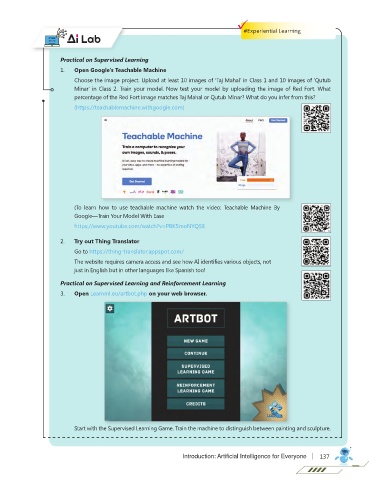 #Experiential Learning
Ai Lab
Practical on Supervised Learning
1. Open Google's Teachable Machine
Choose the image project. Upload at least 10 images of 'Taj Mahal' in Class 1 and 10 images of 'Qutub
Minar' in Class 2. Train your model. Now test your model by uploading the image of Red Fort. What
percentage of the Red Fort image matches Taj Mahal or Qutub Minar? What do you infer from this?
(https://teachablemachine.withgoogle.com)
Teachable Machine
Train a computer to recognise your
own images, sounds, & poses.
Get Started
(To learn how to use teachable machine watch the video: Teachable Machine By
Google—Train Your Model With Ease
2. Try out Thing Translator
Go to https://thing-translator.appspot.com/
The website requires camera access and see how AI identifies various objects, not
just in English but in other languages like Spanish too!
Practical on Supervised Learning and Reinforcement Learning
3. Open Learnml.eu/artbot.php on your web browser.
ARTBOT
NEW GAME
CONTINUE
SUPERVISED
LEARNING GAME
REINFORCEMENT
LEARNING GAME
CREDITS
Start with the Supervised Learning Game. Train the machine to distinguish between painting and sculpture.
Introduction: Artificial Intelligence for Everyone | 137